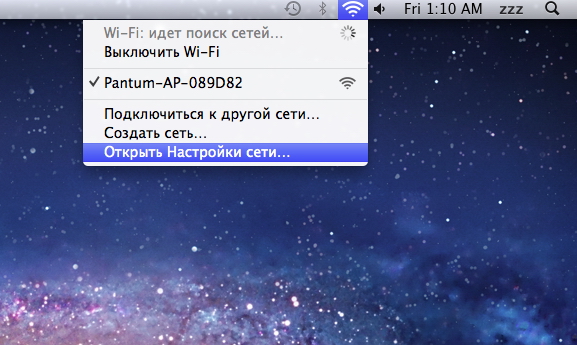 Fri 1:10 AM zzz
Wi-Fi: идет поиск сетей...
Выключить Wi-Fi
✓ Pantum-AP-089D82
Подключиться к другой сети...
Создать сеть...
Открыть Настройки сети...